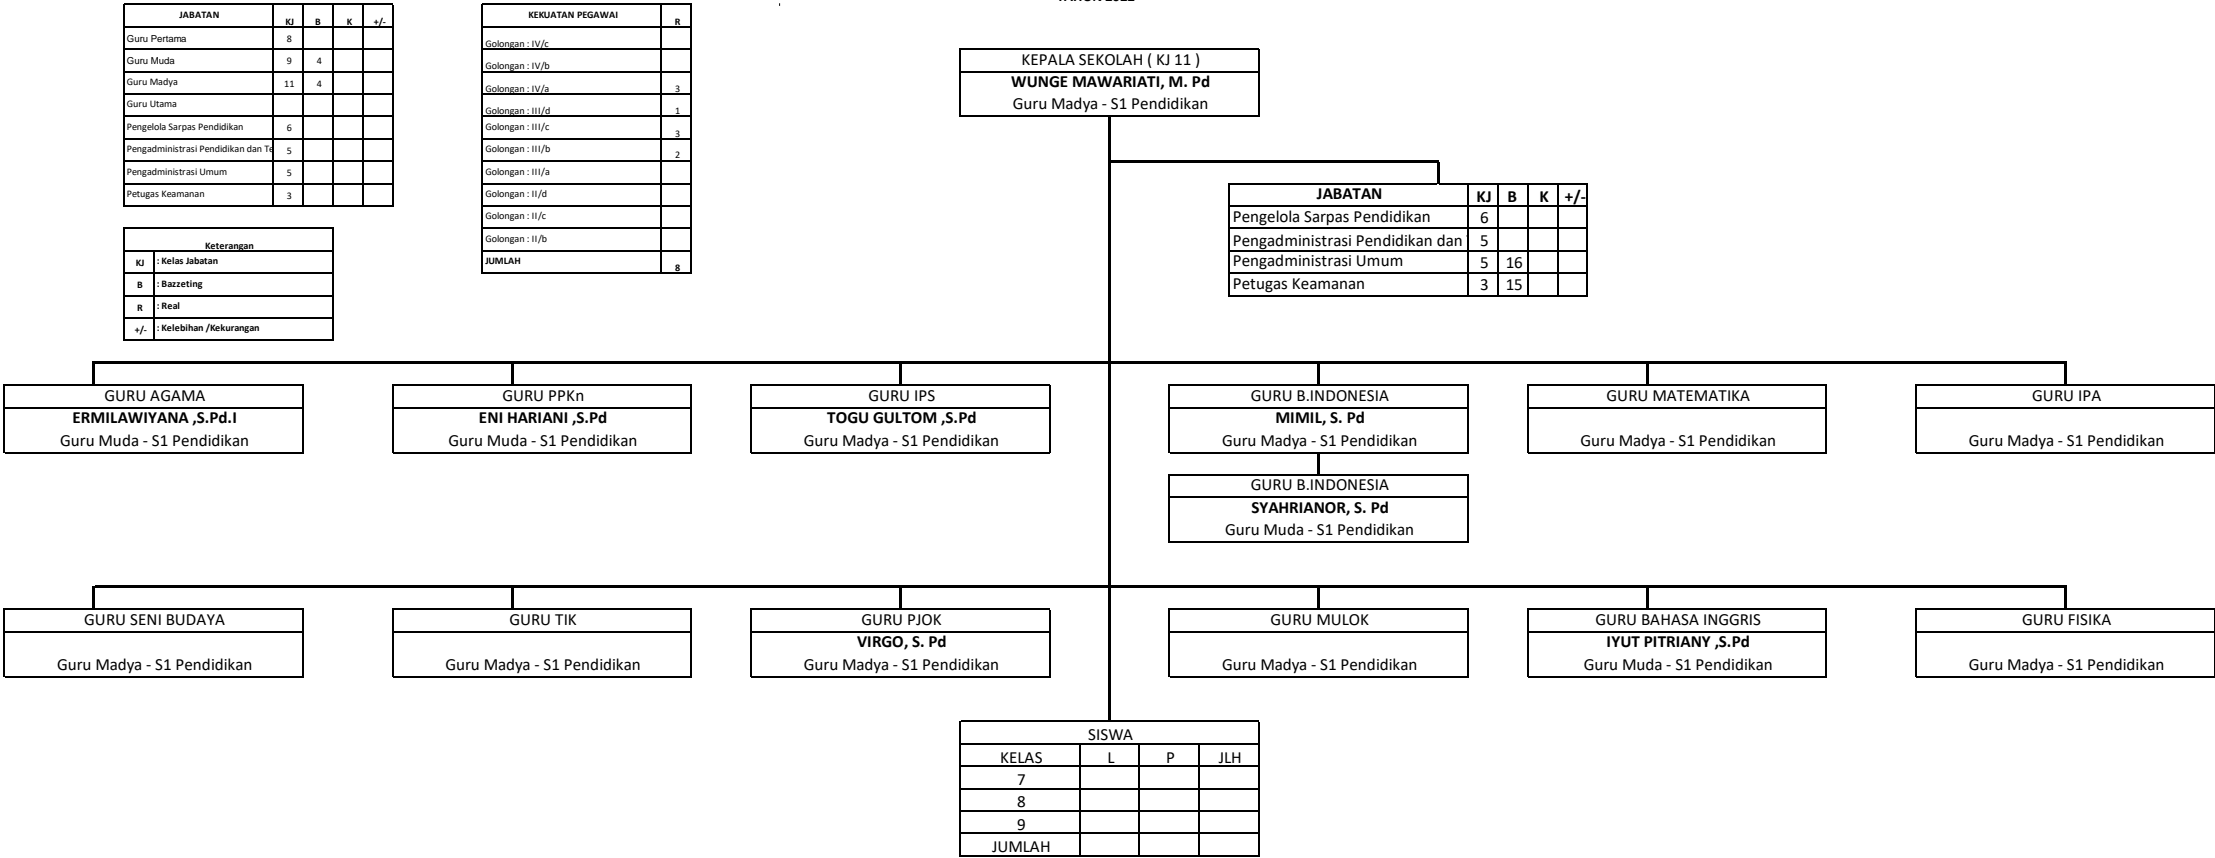 JABATAN KJ B K +/-
Guru Pertama 8
Guru Muda 9 4
Guru Madya 11 4
Guru Utama
Pengelola Sarpas Pendidikan 6
Pengadministrasi Pendidikan dan Te 5
Pengadministrasi Umum 5
Petugas Keamanan 3
Keterangan
KJ : Kelas Jabatan
B : Bazzeting
R : Real
+/- : Kelebihan /Kekurangan
KEKUATAN PEGAWAI R
Golongan : IV/c
Golongan : IV/b
Golongan : IV/a 3
Golongan : III/d 1
Golongan : III/c 3
Golongan : III/b 2
Golongan : III/a
Golongan : II/d
Golongan : II/c
Golongan : II/b
JUMLAH 8
KEPALA SEKOLAH ( KJ 11 )
WUNGE MAWARIATI, M. Pd
Guru Madya - S1 Pendidikan
JABATAN KJ B K +/-
Pengelola Sarpas Pendidikan 6
Pengadministrasi Pendidikan dan 5
Pengadministrasi Umum 5 16
Petugas Keamanan 3 15
GURU AGAMA
ERMILAWIYANA ,S.Pd.I
Guru Muda - S1 Pendidikan
GURU PPKn
ENI HARIANI ,S.Pd
Guru Muda - S1 Pendidikan
GURU IPS
TOGU GULTOM ,S.Pd
Guru Madya - S1 Pendidikan
GURU B.INDONESIA
MIMIL, S. Pd
Guru Madya - S1 Pendidikan
GURU MATEMATIKA
Guru Madya - S1 Pendidikan
GURU IPA
Guru Madya - S1 Pendidikan
GURU B.INDONESIA
SYAHRIANOR, S. Pd
Guru Muda - S1 Pendidikan
GURU SENI BUDAYA
Guru Madya - S1 Pendidikan
GURU TIK
Guru Madya - S1 Pendidikan
GURU PJOK
VIRGO, S. Pd
Guru Madya - S1 Pendidikan
GURU MULOK
Guru Madya - S1 Pendidikan
GURU BAHASA INGGRIS
IYUT PITRIANY ,S.Pd
Guru Muda - S1 Pendidikan
GURU FISIKA
Guru Madya - S1 Pendidikan
SISWA
KELAS L P JLH
7
8
9
JUMLAH